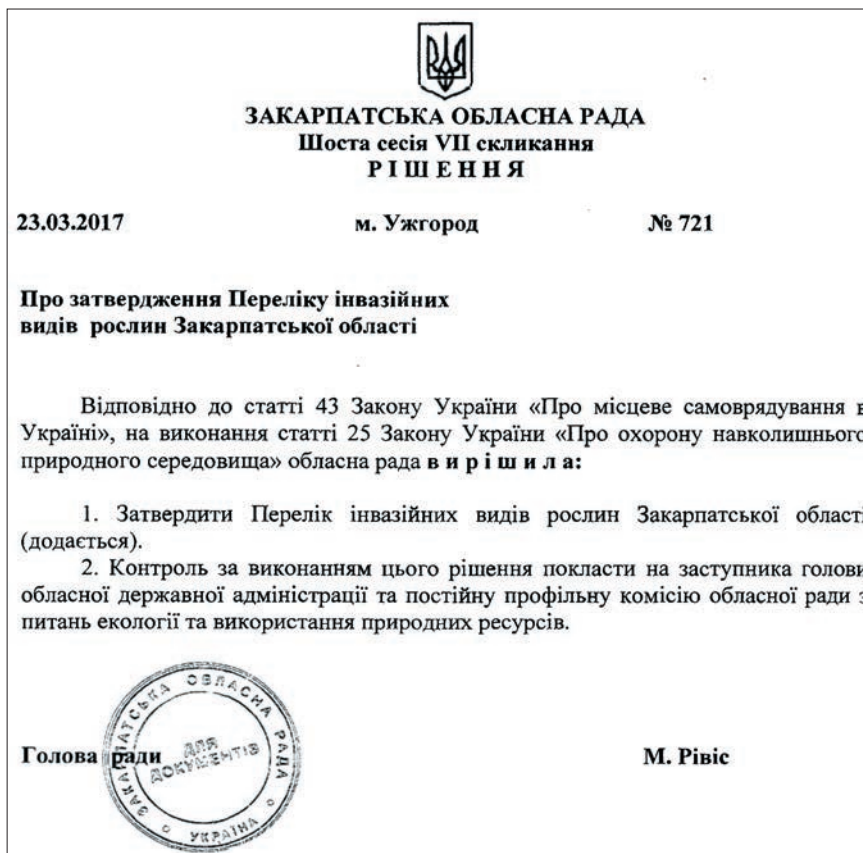 ЗАКАРПАТСЬКА ОБЛАСНА РАДА
Шоста сесія VII скликання
Р І Ш Е Н Н Я
23.03.2017 м. Ужгород № 721
Про затвердження Переліку інвазійних
видів рослин Закарпатської області
Відповідно до статті 43 Закону України «Про місцеве самоврядування в
Україні», на виконання статті 25 Закону України «Про охорону навколишнього
природного середовища» обласна рада в и р і ш и л а:
1. Затвердити Перелік інвазійних видів рослин Закарпатської області
(додається).
2. Контроль за виконанням цього рішення покласти на заступника голови
обласної державної адміністрації та постійну профільну комісію обласної ради з
питань екології та використання природних ресурсів.
Голова ради М. Рівіс
ЗАКАРПАТСЬКА ОБЛАСНА РАДА
ДЛЯ
ДОКУМЕНТІВ
УКРАЇНА